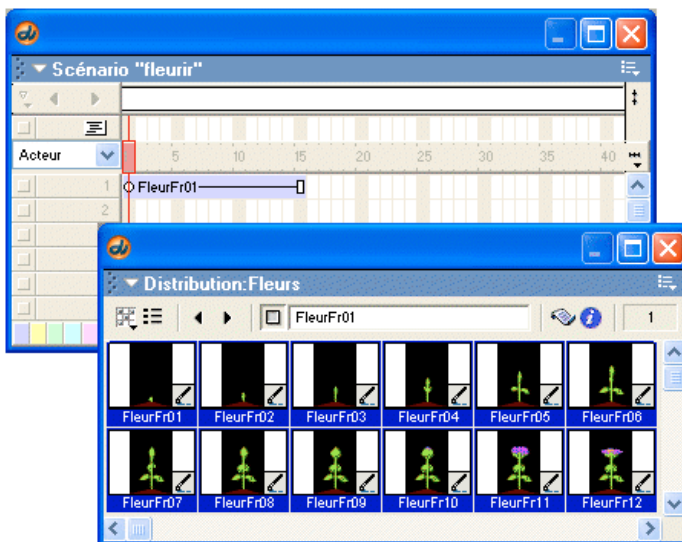 Scénario "fleurir"
Acteur
5 10 15 20 25 30 35 40
1 FleurFr01
2
Distribution:Fleurs
FleurFr01 1
FleurFr01 FleurFr02 FleurFr03 FleurFr04 FleurFr05 FleurFr06
FleurFr07 FleurFr08 FleurFr09 FleurFr10 FleurFr11 FleurFr12